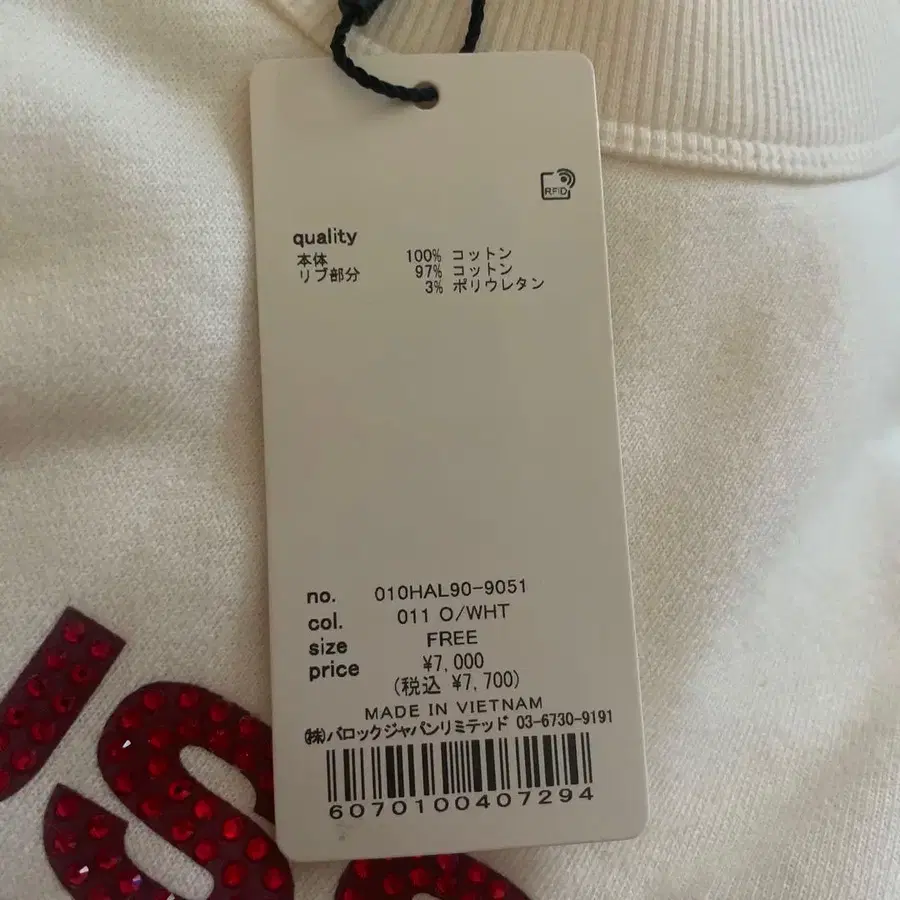 RFID
quality
本体 100% コットン
リブ部分 97% コットン
3% ポリウレタン
no. 010HAL90-9051
col. 011 O/WHT
size FREE
price ¥7,000
(税込 ¥7,700)
MADE IN VIETNAM
㈱バロックジャパンリミテッド 03-6730-9191
6070100407294